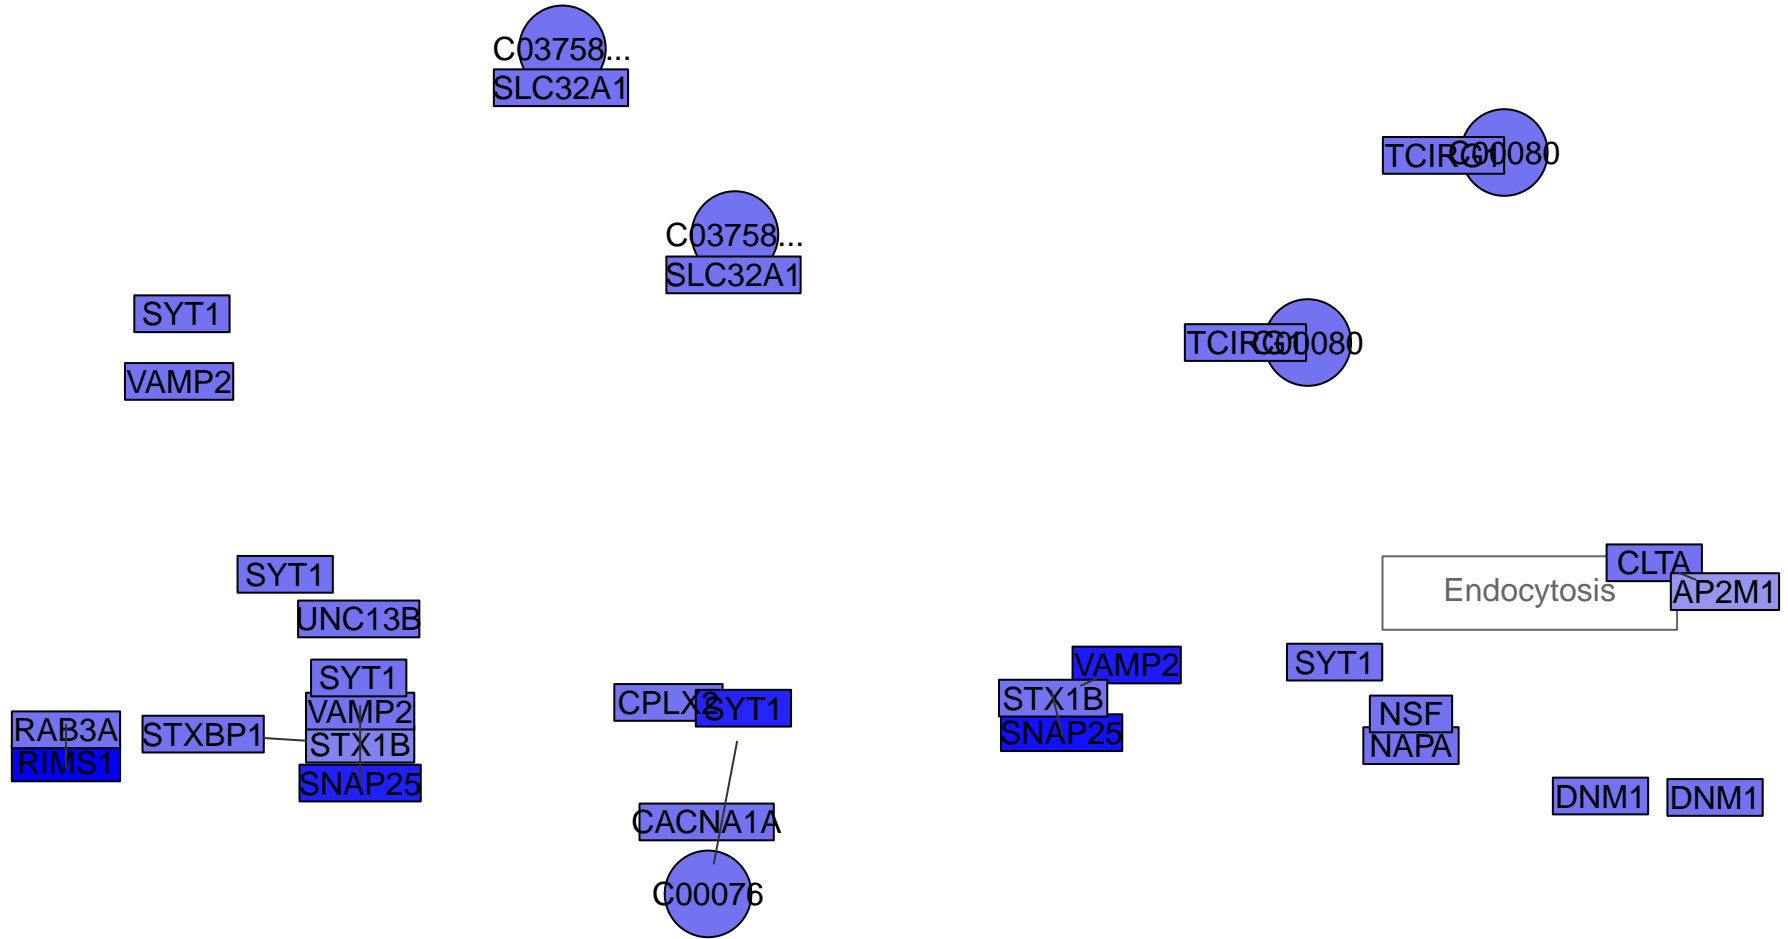 C03758...
SLC32A1
TCIRG1
C00080
C03758...
SLC32A1
SYT1
TCIRG1
C00080
VAMP2
SYT1
CLTA
Endocytosis
AP2M1
UNC13B
SYT1
VAMP2
SYT1
STX1B
CPLX2
SYT1
VAMP2
NSF
RAB3A
STXBP1
STX1B
SNAP25
NAPA
RIMS1
SNAP25
DNM1
DNM1
CACNA1A
C00076